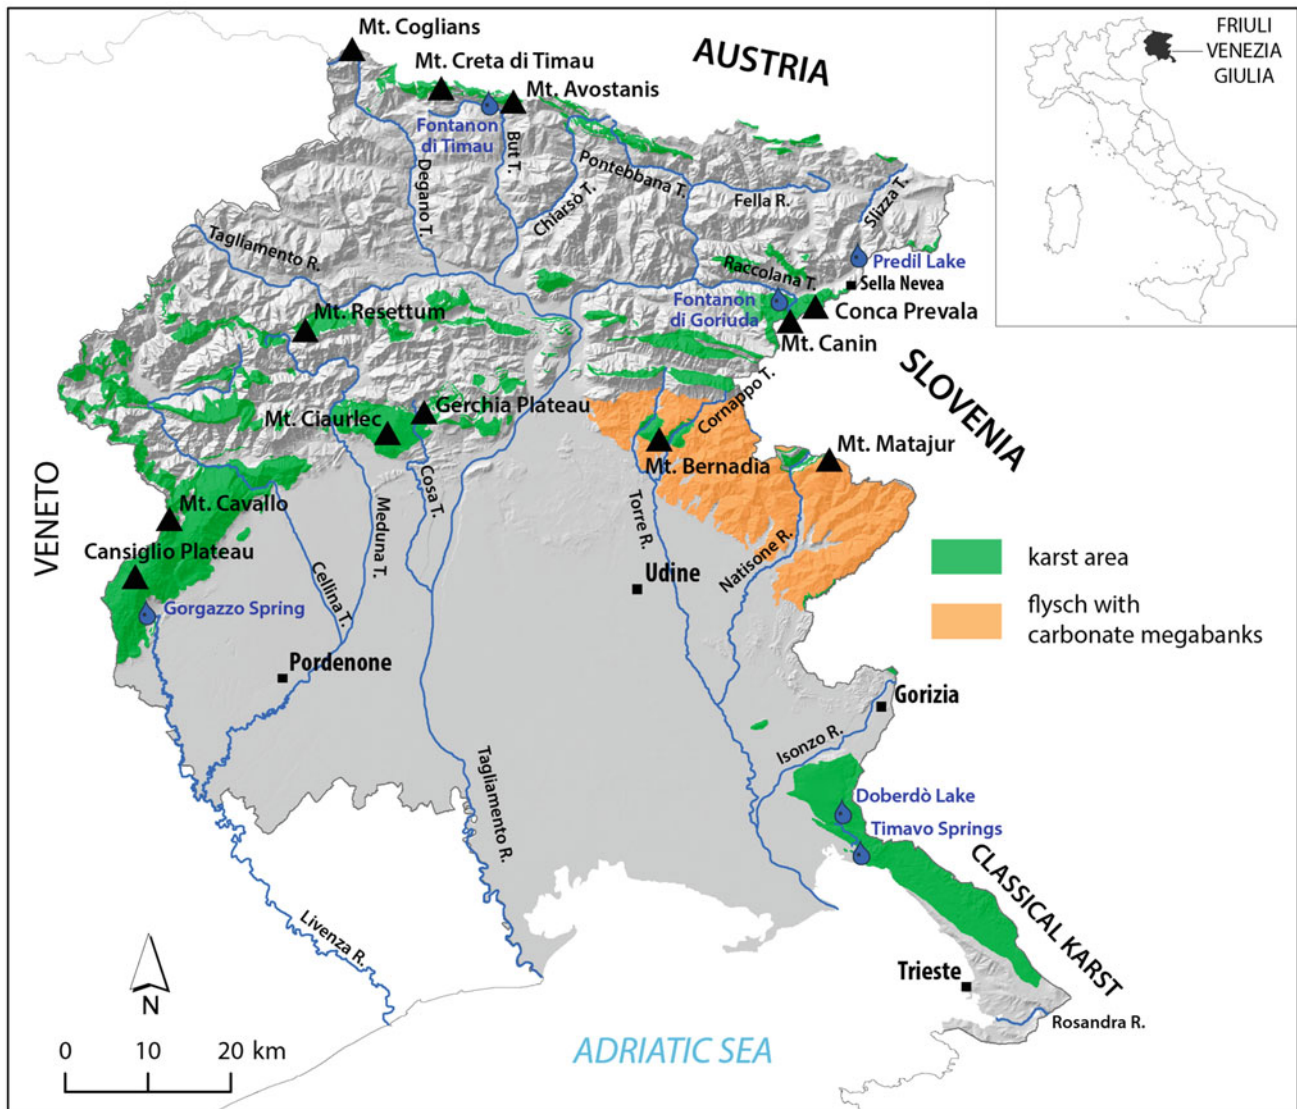 Mt. Coglians
AUSTRIA
FRIULI
VENEZIA
GIULIA
Mt. Creta di Timau
Mt. Avostanis
Fontanon
di Timau
But T.
Degano T.
Chiarsò T.
Pontebbana T.
Fella R.
Slizza T.
Tagliamento R.
Raccolana T.
Predil Lake
Sella Nevea
Fontanon
di Goriuda
Conca Prevala
Mt. Resettum
Mt. Canin
SLOVENIA
Cornappo T.
Gerchia Plateau
Mt. Ciaurlec
Mt. Matajur
Mt. Bernadia
VENETO
Mt. Cavallo
Cosa T.
Meduna T.
Torre R.
Natisone R.
Cansiglio Plateau
Cellina T.
Udine
karst area
Gorgazzo Spring
flysch with
carbonate megabanks
Pordenone
Gorizia
Isonzo R.
Tagliamento R.
Doberdò Lake
Timavo Springs
CLASSICAL KARST
Livenza R.
Trieste
N
Rosandra R.
ADRIATIC SEA
0 10 20 km